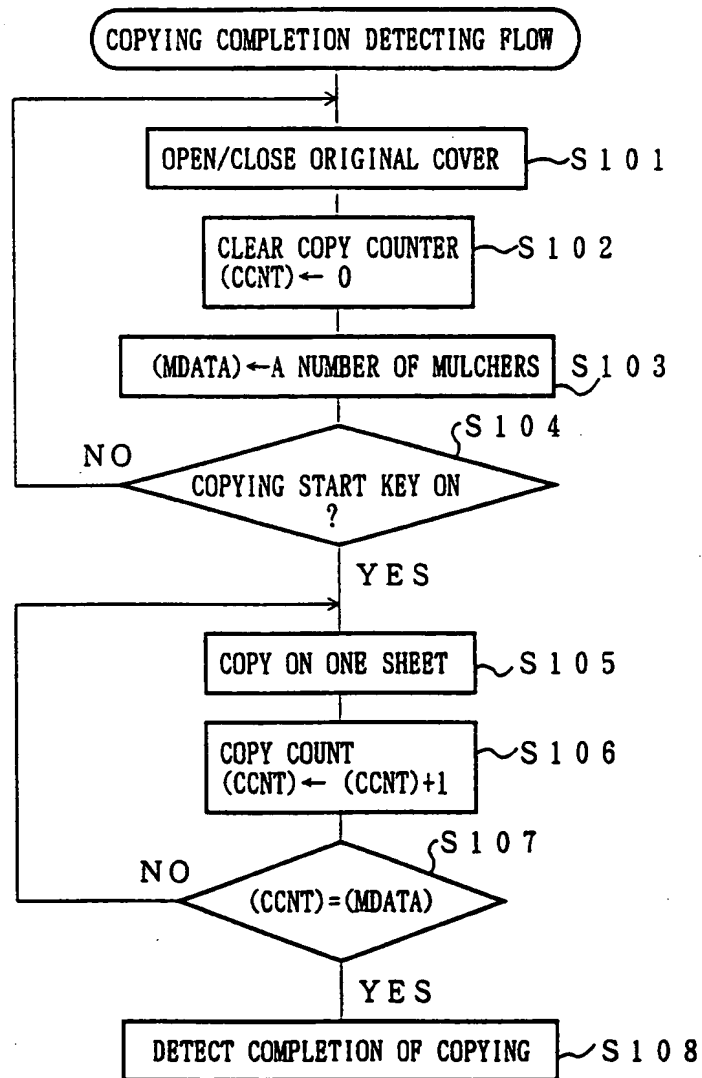 COPYING COMPLETION DETECTING FLOW
OPEN/CLOSE ORIGINAL COVER
S101
CLEAR COPY COUNTER
(CCNT)← 0
S102
(MDATA)←A NUMBER OF MULCHERS
S103
S104
NO
COPYING START KEY ON
?
YES
COPY ON ONE SHEET
S105
COPY COUNT
(CCNT)← (CCNT)+1
S106
S107
NO
(CCNT)=(MDATA)
YES
DETECT COMPLETION OF COPYING
S108